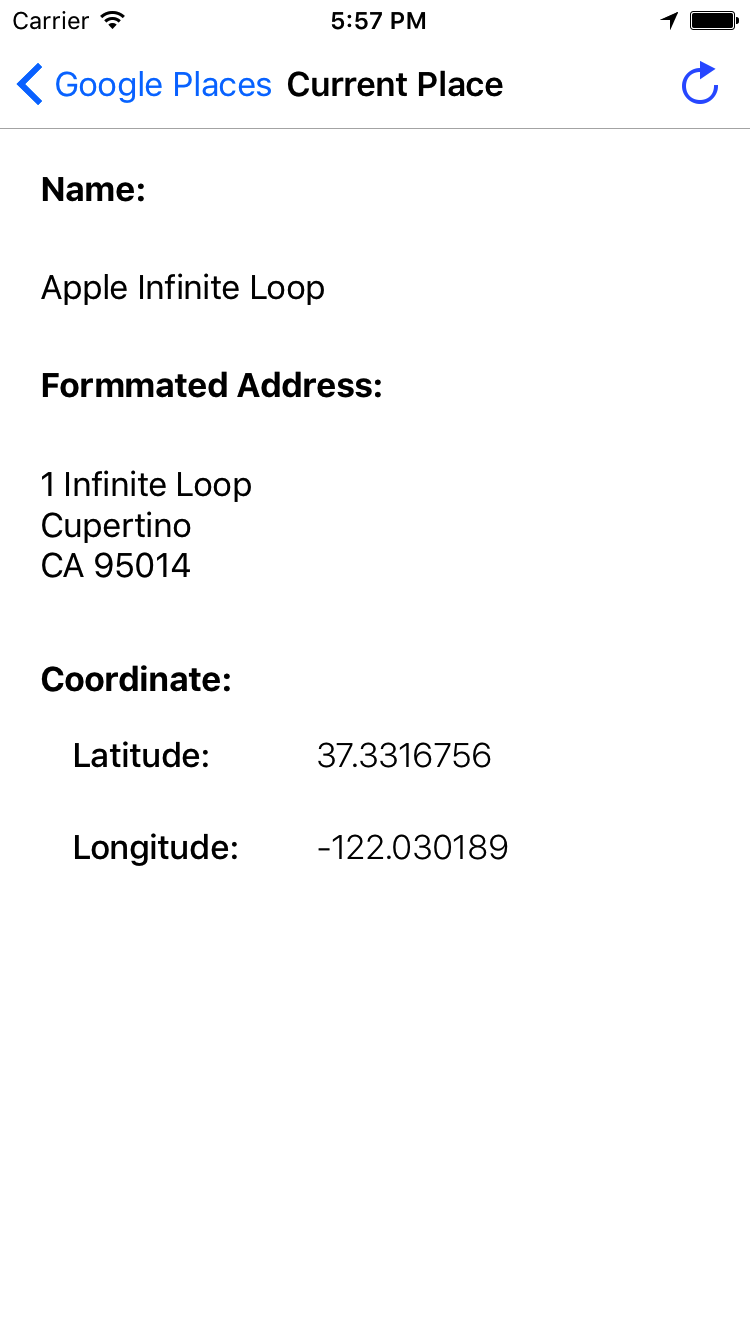 Carrier 5:57 PM
Google Places Current Place
Name:
Apple Infinite Loop
Formmated Address:
1 Infinite Loop
Cupertino
CA 95014
Coordinate:
Latitude: 37.3316756
Longitude: -122.030189